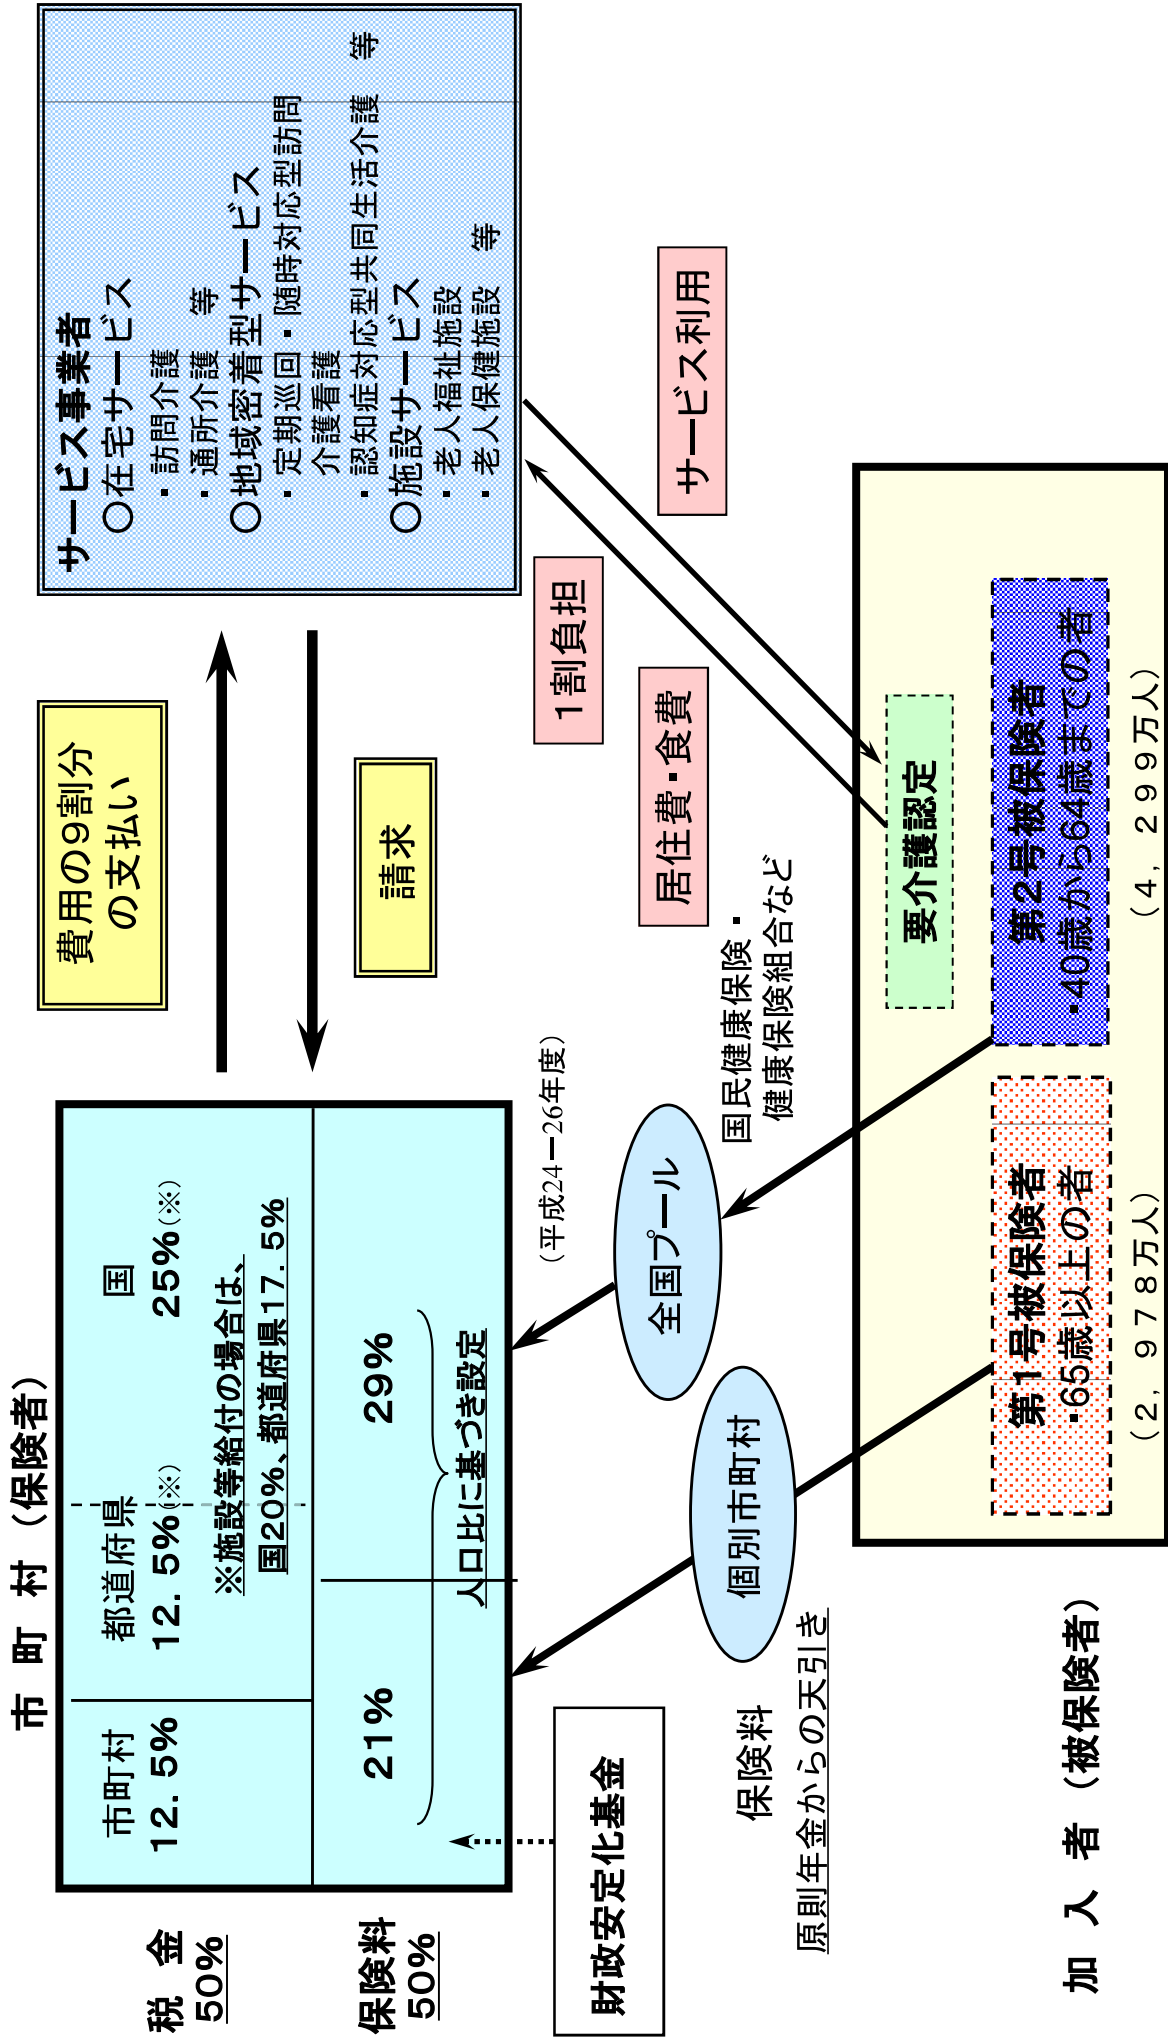 市 町 村（保険者）
税 金
50%
市町村
12．5%
都道府県
12．5%(※)
国
25%(※)
※施設等給付の場合は、
国20%、都道府県17．5%
保険料
50%
21%
29%
人口比に基づき設定
（平成24－26年度）
費用の9割分
の支払い
請求
サービス事業者
○在宅サービス
・訪問介護
・通所介護 等
○地域密着型サービス
・定期巡回・随時対応型訪問
介護看護
・認知症対応型共同生活介護 等
○施設サービス
・老人福祉施設
・老人保健施設 等
財政安定化基金
全国プール
国民健康保険・
健康保険組合など
個別市町村
保険料
原則年金からの天引き
1割負担
居住費・食費
サービス利用
要介護認定
第1号被保険者
・65歳以上の者
（2，978万人）
第2号被保険者
・40歳から64歳までの者
（4，299万人）
加 入 者（被保険者）